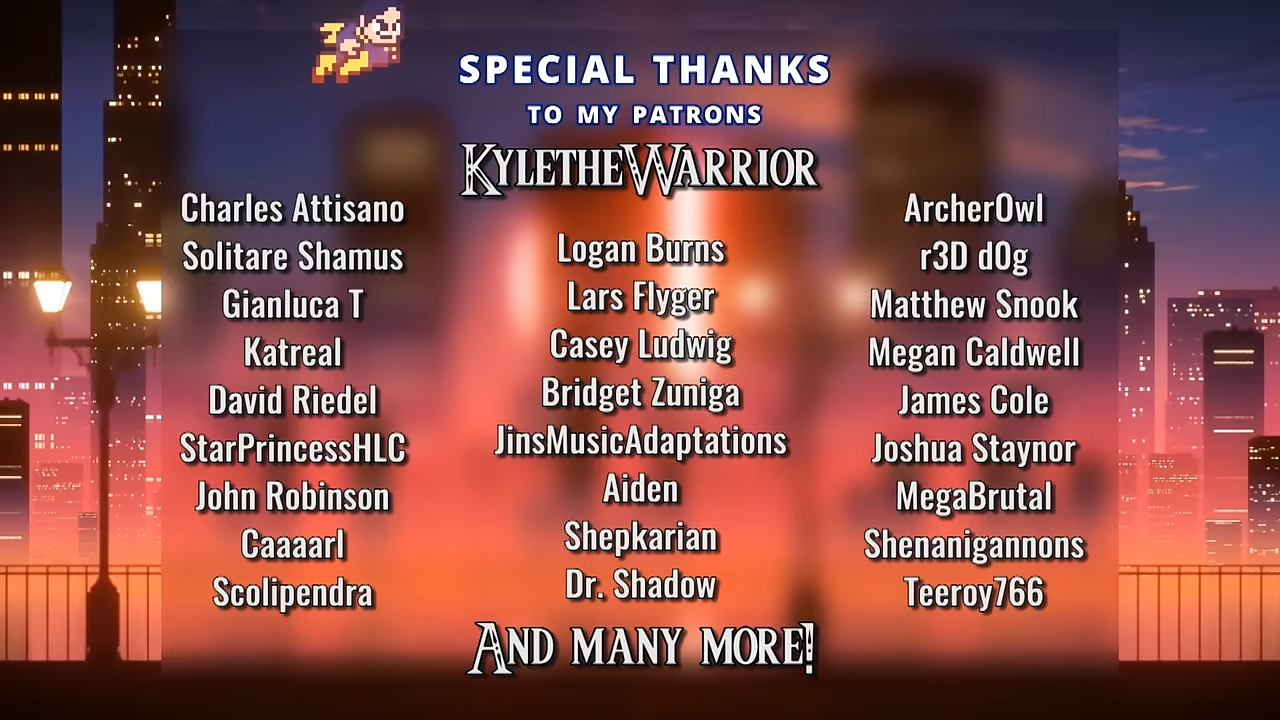 SPECIAL THANKS
TO MY PATRONS
KYLETHEWARRIOR
Charles Attisano
Solitare Shamus
Gianluca T
Katreal
David Riedel
StarPrincessHLC
John Robinson
Caaaarl
Scolipendra
Logan Burns
Lars Flyger
Casey Ludwig
Bridget Zuniga
JinsMusicAdaptations
Aiden
Shepkarian
Dr. Shadow
ArcherOwl
r3D dOg
Matthew Snook
Megan Caldwell
James Cole
Joshua Staynor
MegaBrutal
Shenanigannons
Teeroy766
AND MANY MORE!